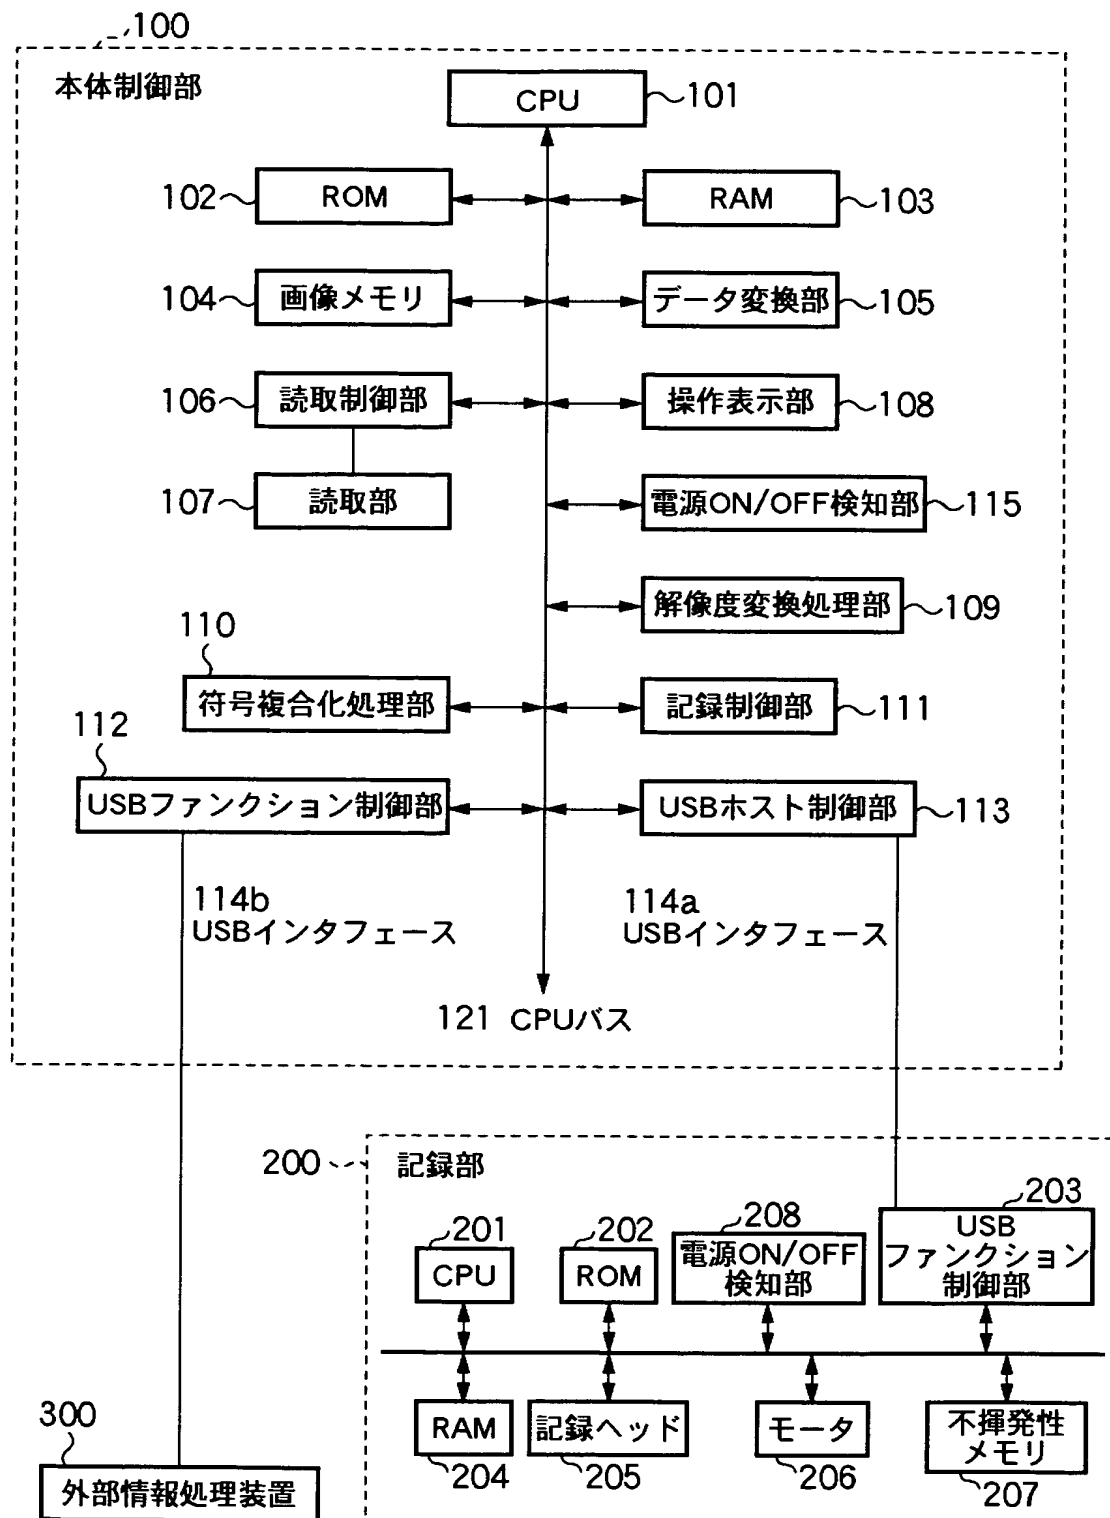 100
本体制御部
CPU
101
102
ROM
RAM
103
104
画像メモリ
データ変換部
105
106
読取制御部
操作表示部
108
107
読取部
電源ON/OFF検知部
115
解像度変換処理部
109
110
符号複合化処理部
記録制御部
111
112
USBファンクション制御部
USBホスト制御部
113
114b
USBインタフェース
114a
USBインタフェース
121 CPUバス
200
記録部
201
CPU
202
ROM
208
電源ON/OFF
検知部
203
USB
ファンクション
制御部
RAM
204
記録ヘッド
205
モータ
206
不揮発性
メモリ
207
300
外部情報処理装置